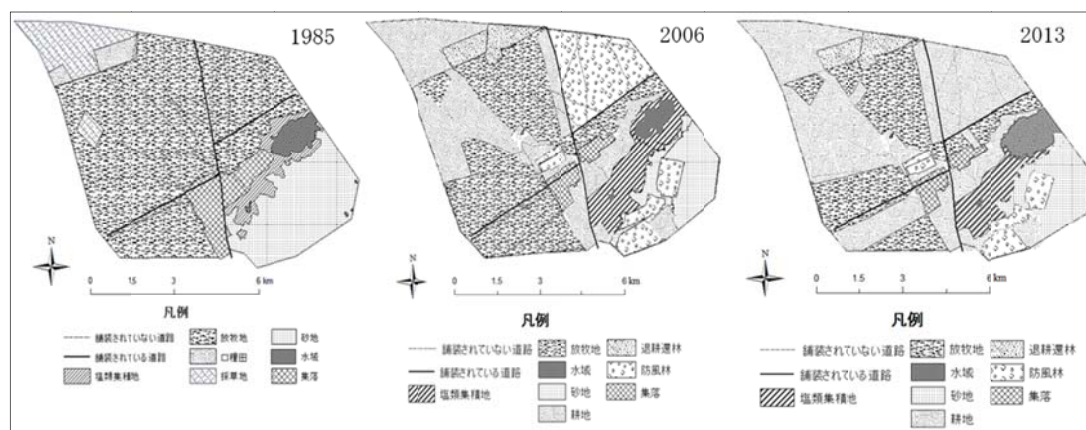 1985
N
0 15 3 6 km
凡例
舗装されていない道路 放牧地 砂地
舗装されている道路 口糧田 水域
塩類集積地 採草地 集落
2006
N
0 1.5 3 6 km
凡例
舗装されていない道路 放牧地 退耕還林
舗装されている道路 水域 防風林
塩類集積地 砂地 集落
耕地
2013
N
0 1.5 3 6 km
凡例
舗装されていない道路 放牧地 退耕還林
舗装されている道路 水域 防風林
塩類集積地 砂地 集落
耕地